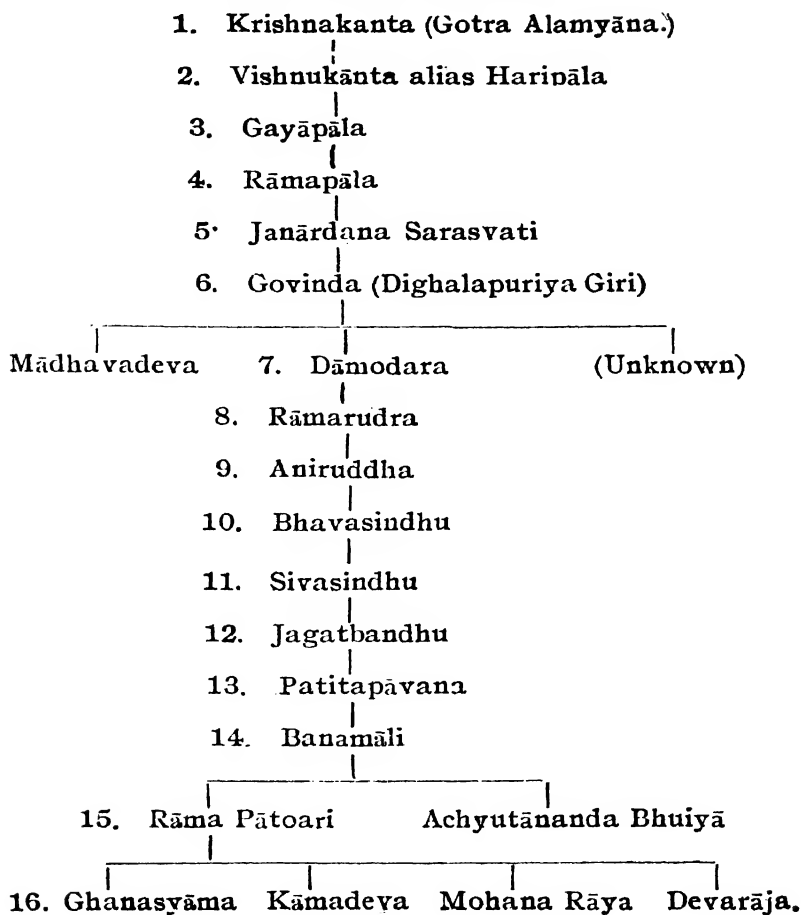 1. Krishnakanta (Gotra Alamyāna.)
2. Vishnukānta alias Haripāla
3. Gayāpāla
4. Rāmapāla
5· Janārdana Sarasvati
6. Govinda (Dighalapuriya Giri)
Mādhavadeva 7. Dāmodara (Unknown)
8. Rāmarudra
9. Aniruddha
10. Bhavasindhu
11. Sivasindhu
12. Jagatbandhu
13. Patitapāvana
14. Banamāli
15. Rāma Pātoari Achyutānanda Bhuiyā
16. Ghanasyāma Kāmadeva Mohana Rāya Devarāja.